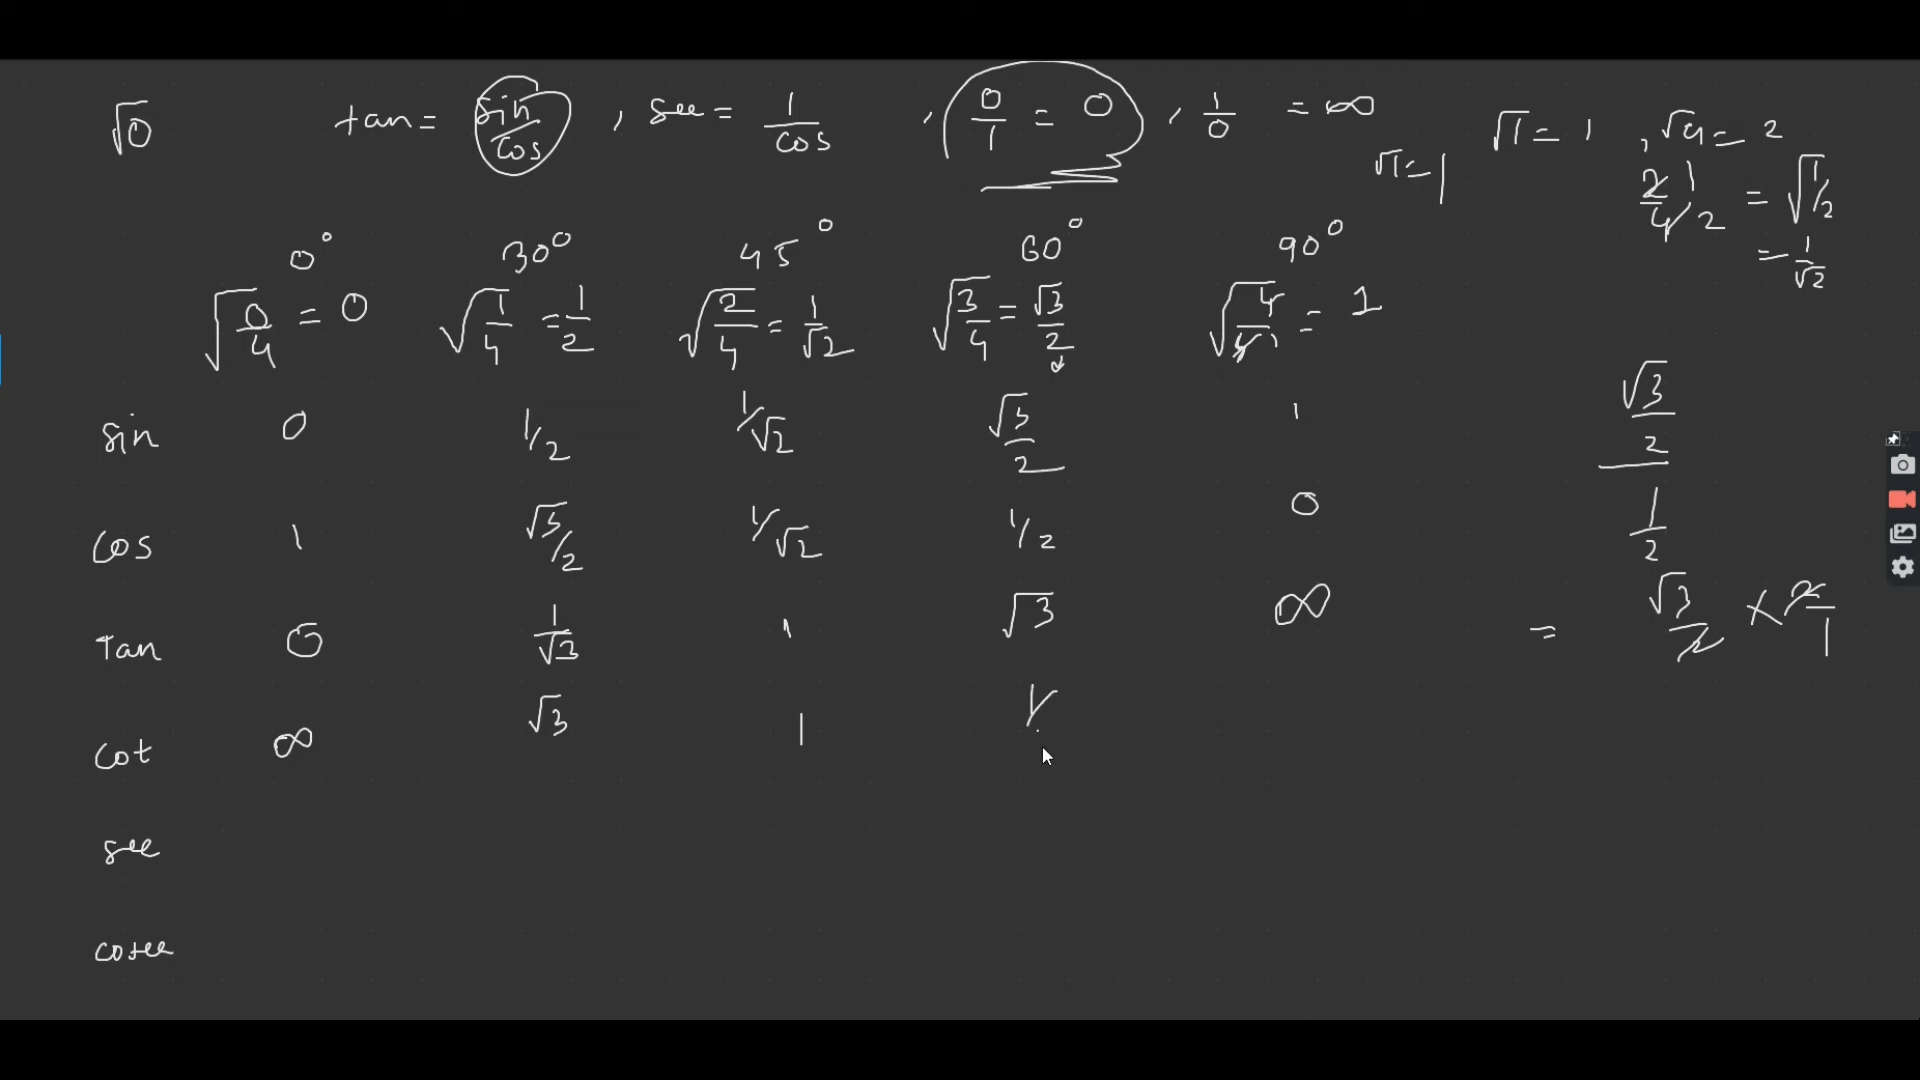 √0 tan = sin/cos , sec = 1/cos , 0/1 = 0 , 1/0 = ∞ √1 = 1 , √4 = 2
√1 = 1 2/4 1/2 = √1/2
= 1/√2
0° 30° 45° 60° 90°
√0/4 = 0 √1/4 = 1/2 √2/4 = 1/√2 √3/4 = √3/2 √4/4 = 1
sin 0 1/2 1/√2 √3/2 1 √3/2
cos 1 √3/2 1/√2 1/2 0 1/2
Tan 0 1/√3 1 √3 ∞ = √3/2 × 2/1
cot ∞ √3 1 1/
sec
cosec